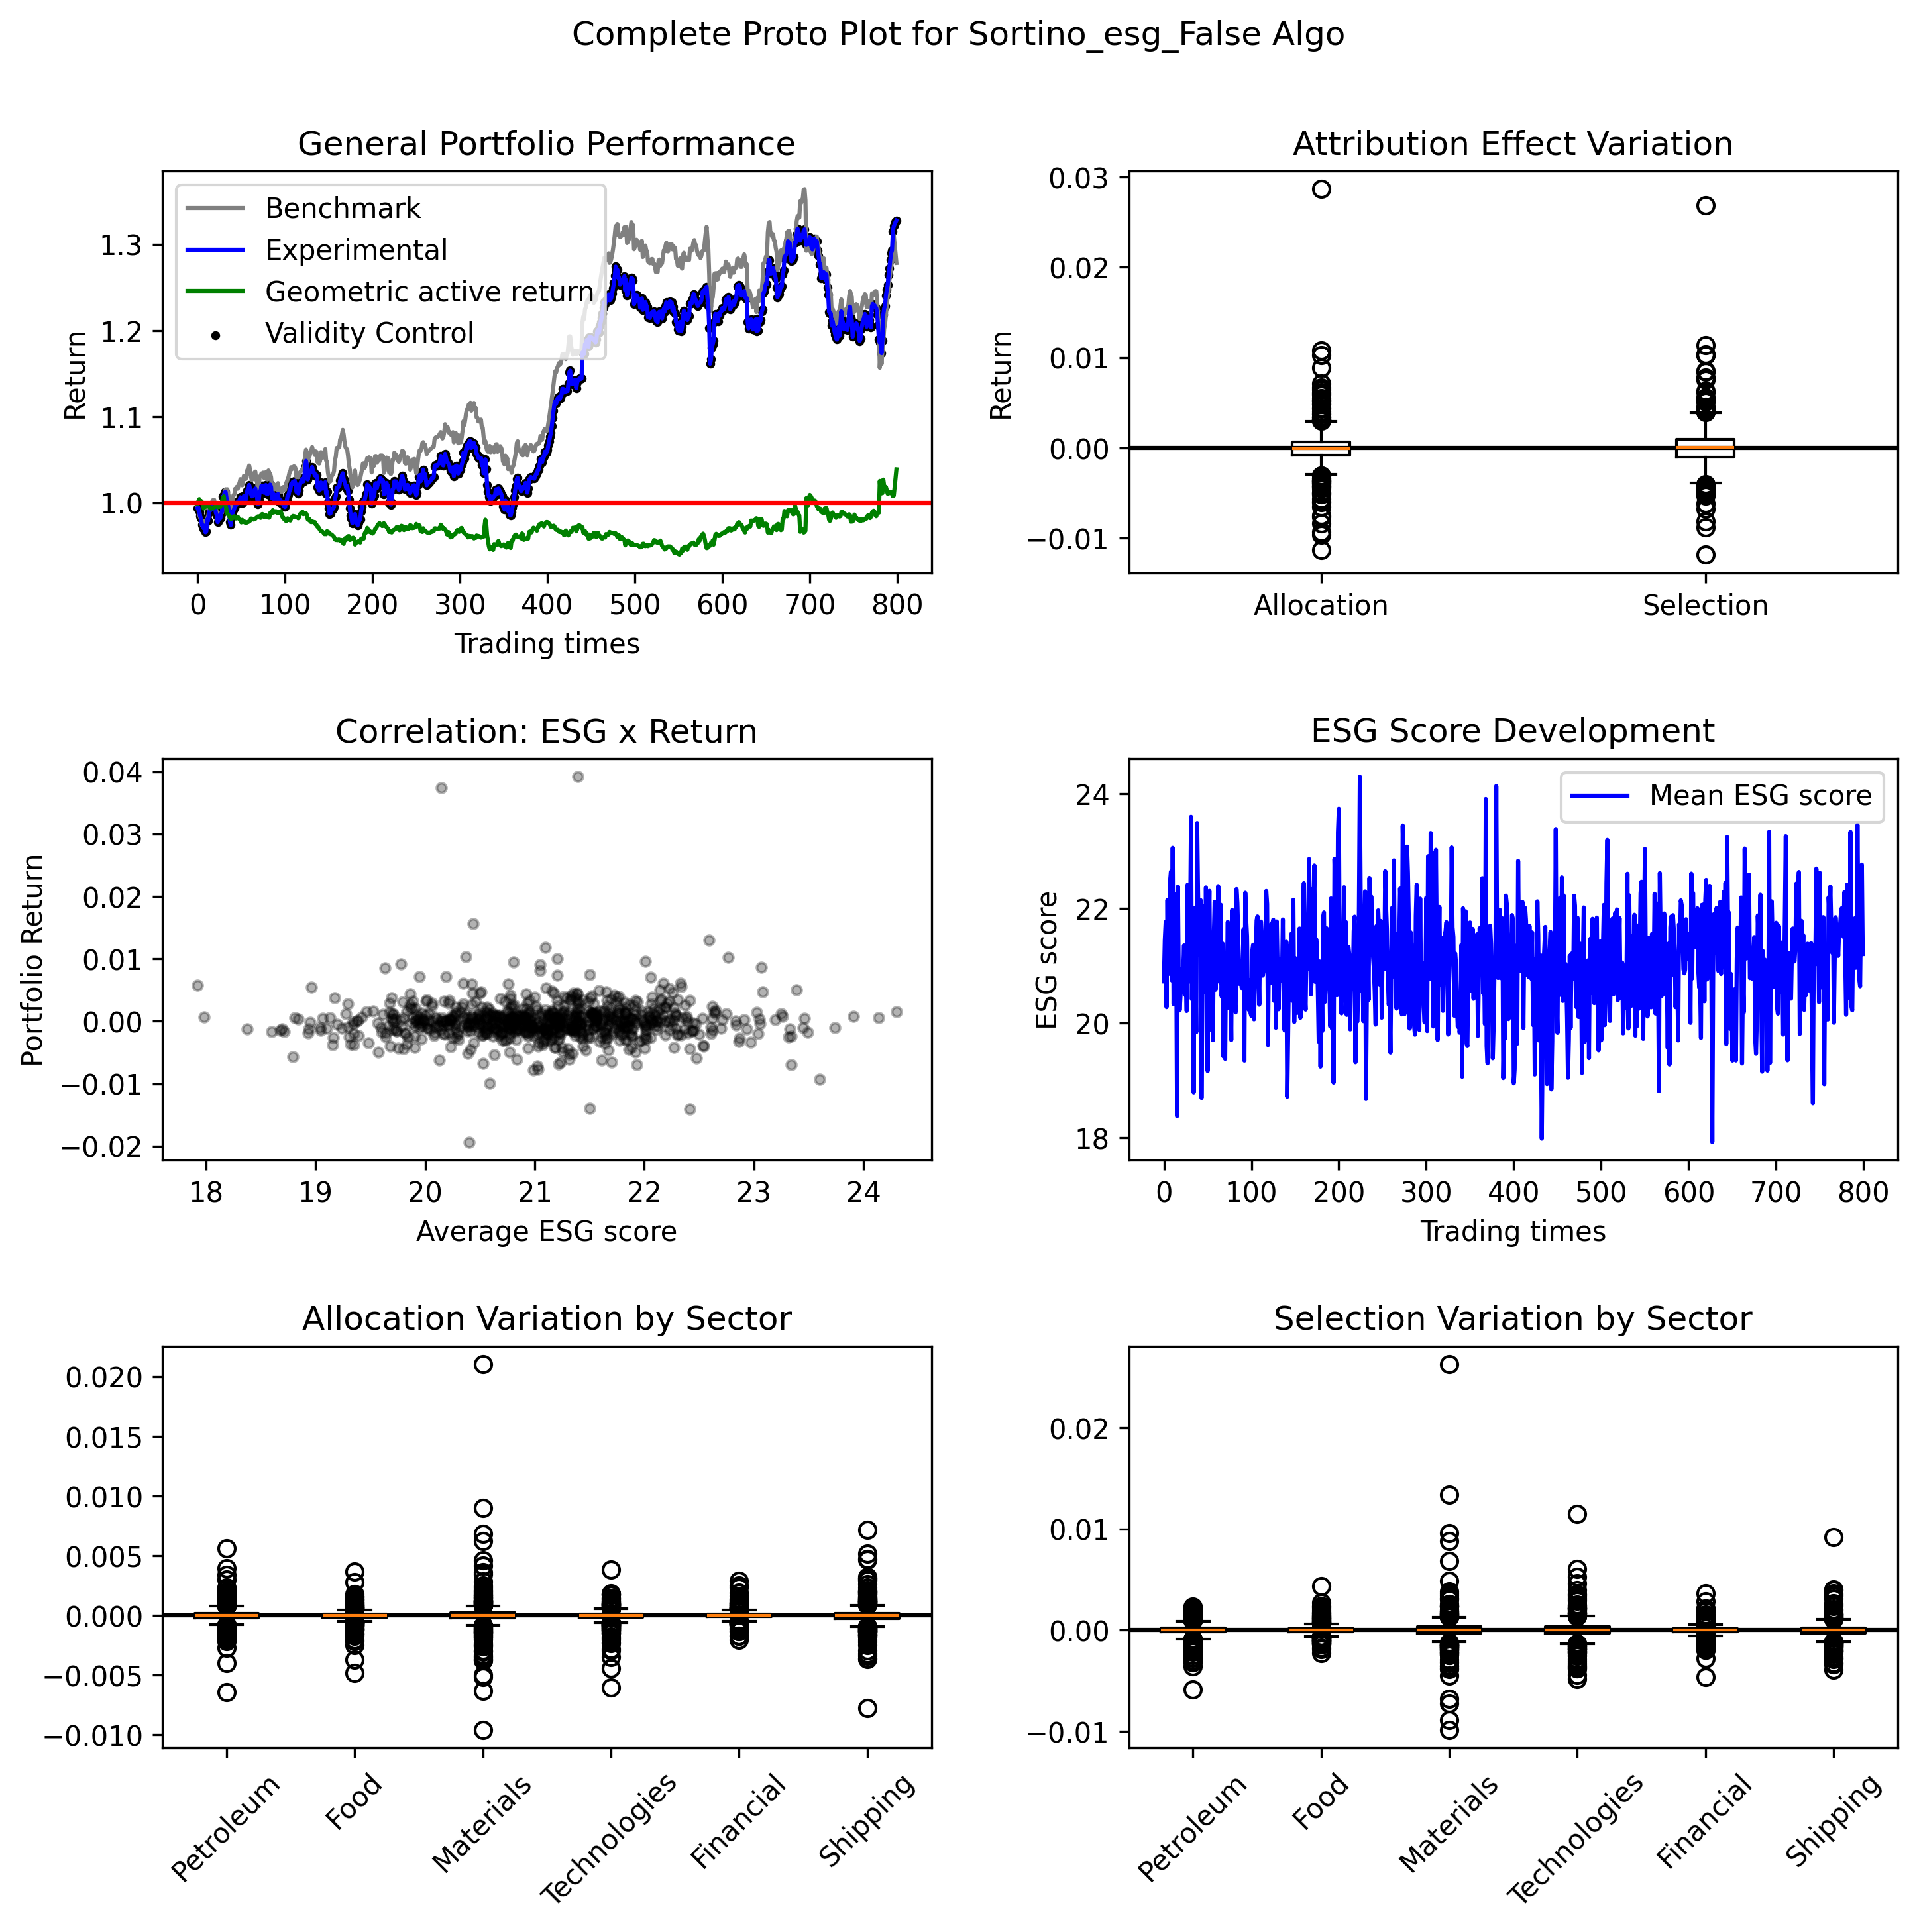 Complete Proto Plot for Sortino_esg_False Algo
General Portfolio Performance
Return
1.3
1.2
1.1
1.0
Benchmark
Experimental
Geometric active return
Validity Control
0 100 200 300 400 500 600 700 800
Trading times
Attribution Effect Variation
Return
0.03
0.02
0.01
0.00
−0.01
Allocation Selection
Correlation: ESG x Return
Portfolio Return
0.04
0.03
0.02
0.01
0.00
−0.01
−0.02
18 19 20 21 22 23 24
Average ESG score
ESG Score Development
ESG score
24
22
20
18
Mean ESG score
0 100 200 300 400 500 600 700 800
Trading times
Allocation Variation by Sector
0.020
0.015
0.010
0.005
0.000
−0.005
−0.010
Petroleum Food Materials Technologies Financial Shipping
Selection Variation by Sector
0.02
0.01
0.00
−0.01
Petroleum Food Materials Technologies Financial Shipping